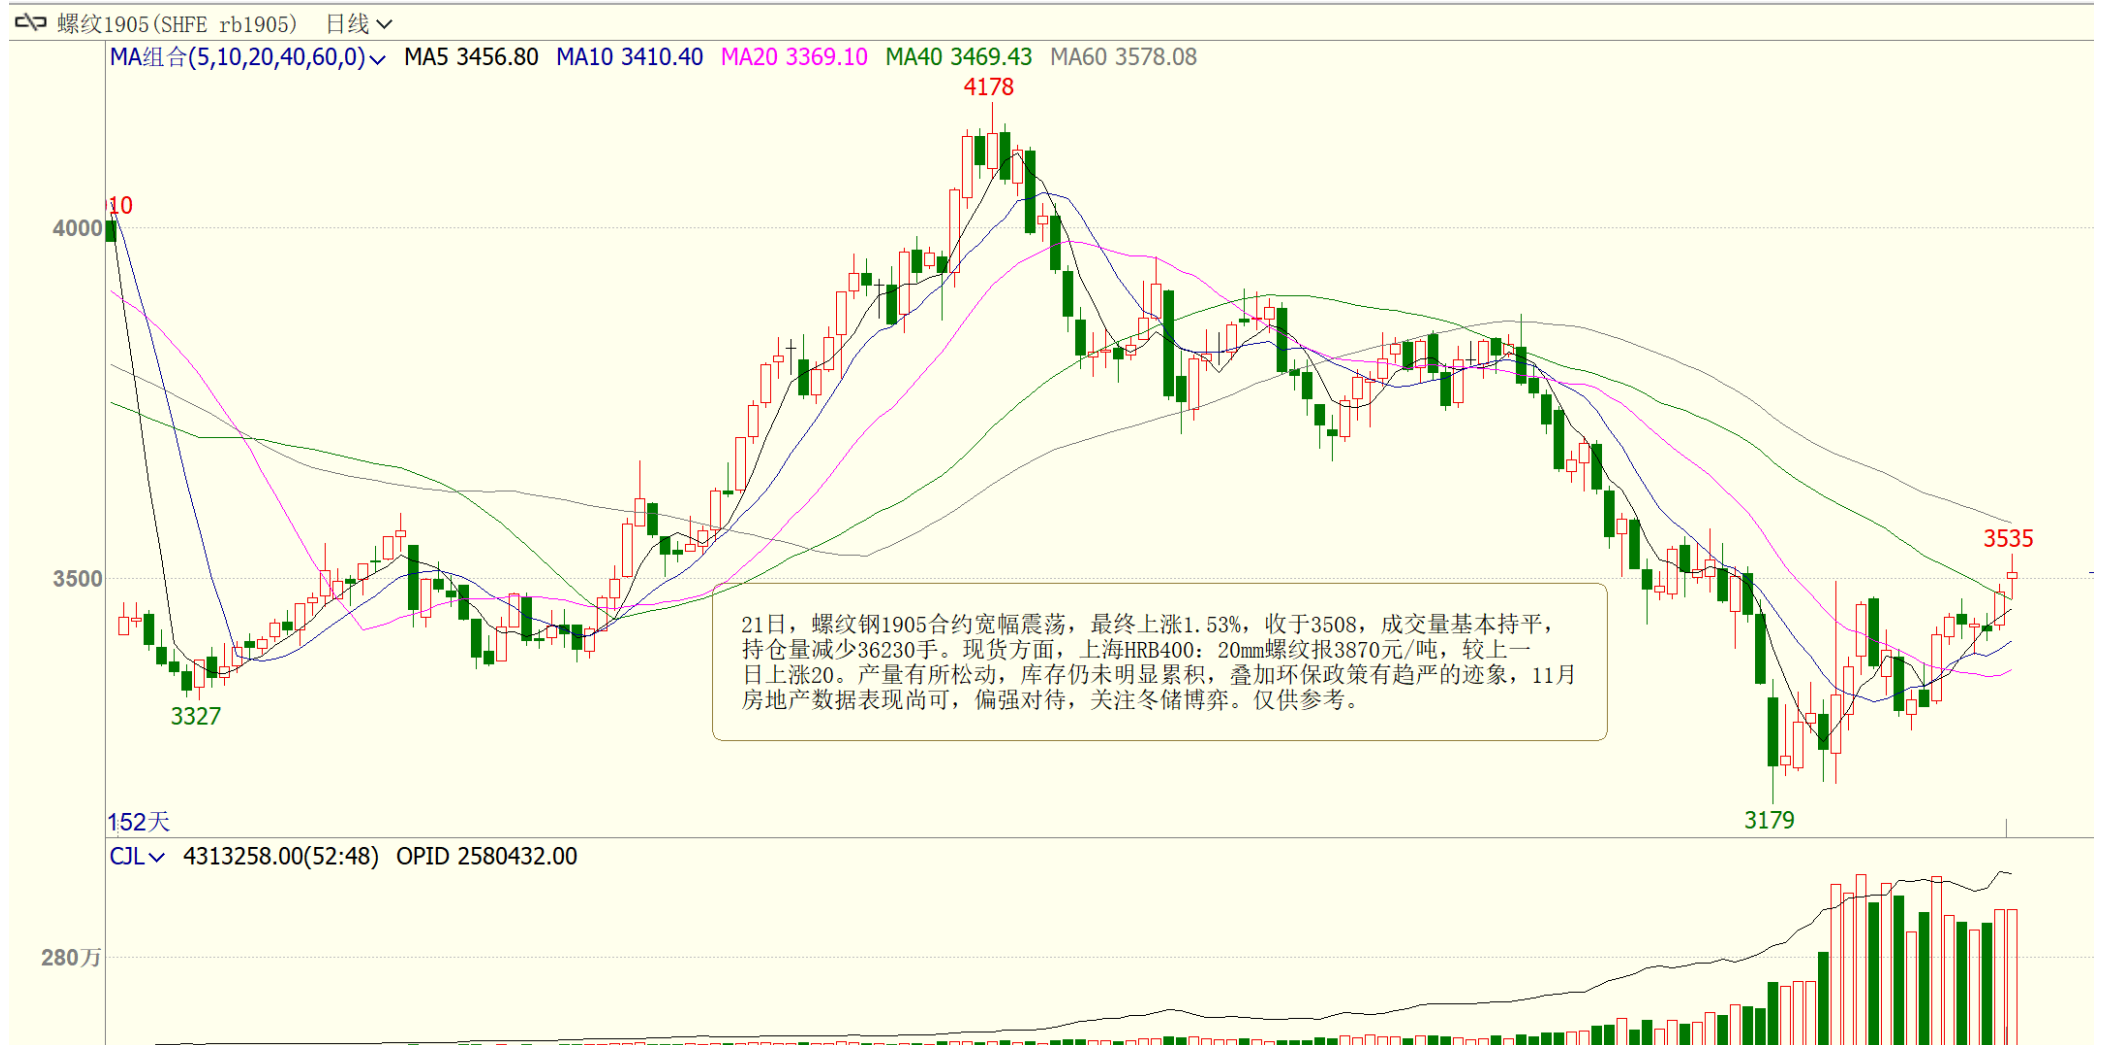 螺纹1905(SHFE rb1905) 日线
MA组合(5,10,20,40,60,0) MA5 3456.80 MA10 3410.40 MA20 3369.10 MA40 3469.43 MA60 3578.08
4178
10
4000
3535
3500
21日，螺纹钢1905合约宽幅震荡，最终上涨1.53%，收于3508，成交量基本持平，
持仓量减少36230手。现货方面，上海HRB400：20mm螺纹报3870元/吨，较上一
日上涨20。产量有所松动，库存仍未明显累积，叠加环保政策有趋严的迹象，11月
房地产数据表现尚可，偏强对待，关注冬储博弈。仅供参考。
3327
3179
152天
CJL 4313258.00(52:48) OPID 2580432.00
280万